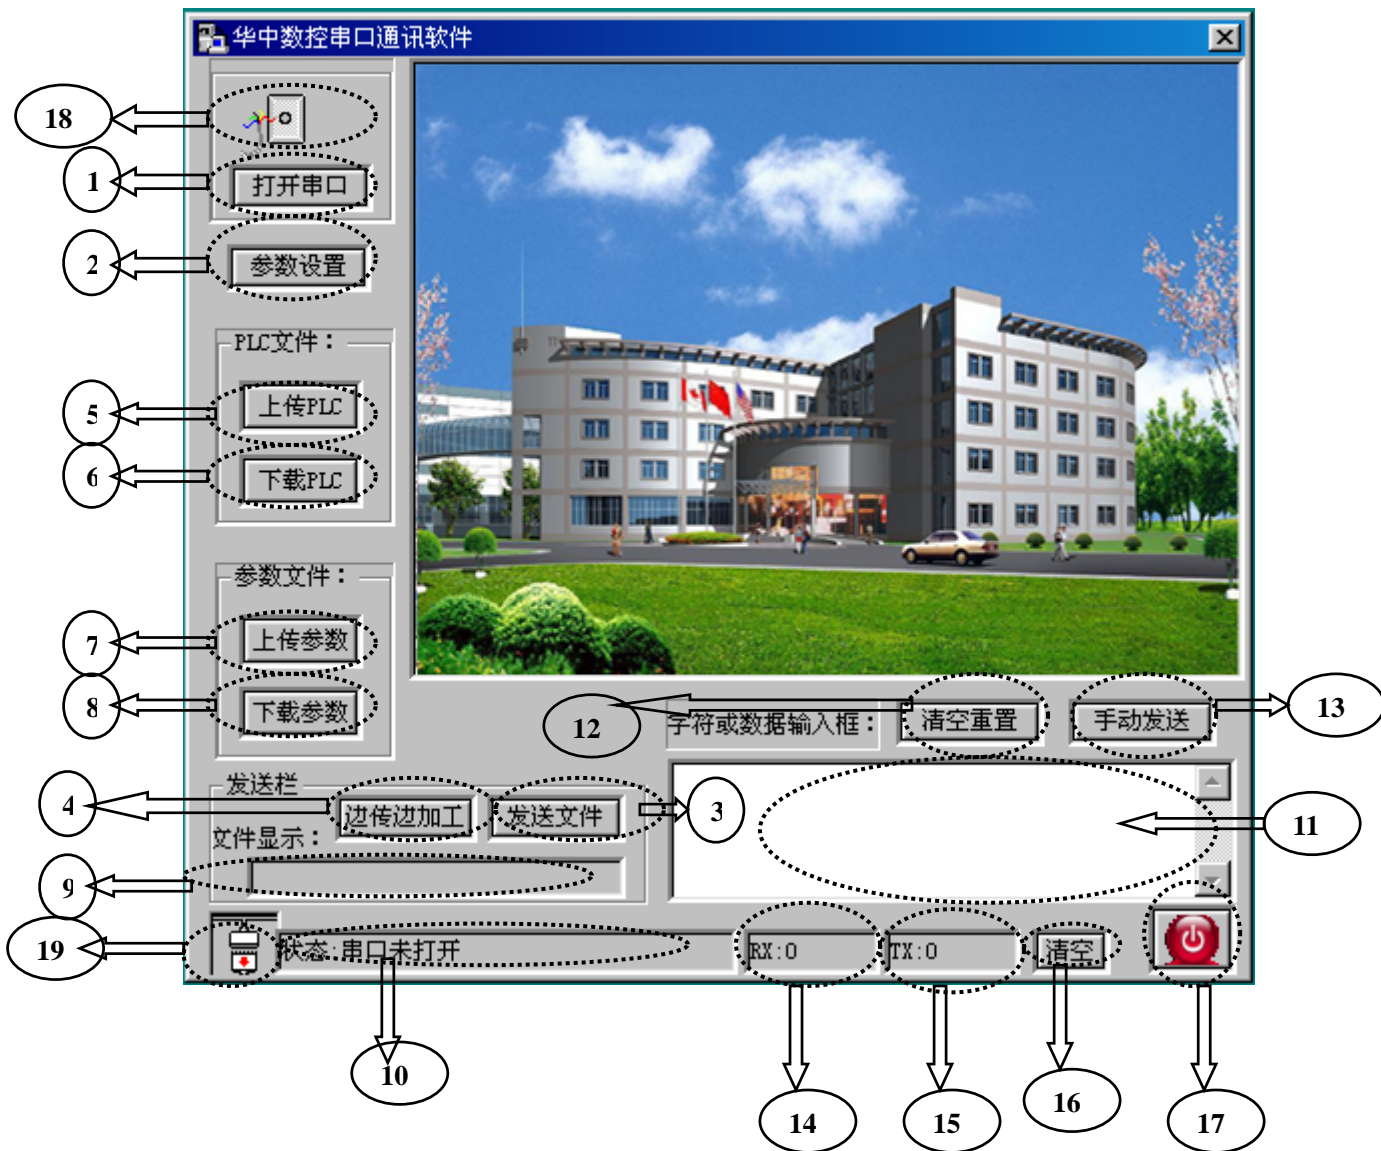 华中数控串口通讯软件
18
1
打开串口
2
参数设置
PLC文件：
5
上传PLC
6
下载PLC
参数文件：
7
上传参数
8
下载参数
12
字符或数据输入框：
清空重置
手动发送
13
发送栏
4
边传边加工
发送文件
3
11
文件显示：
9
19
状态:串口未打开
RX:0
TX:0
清空
10
14
15
16
17